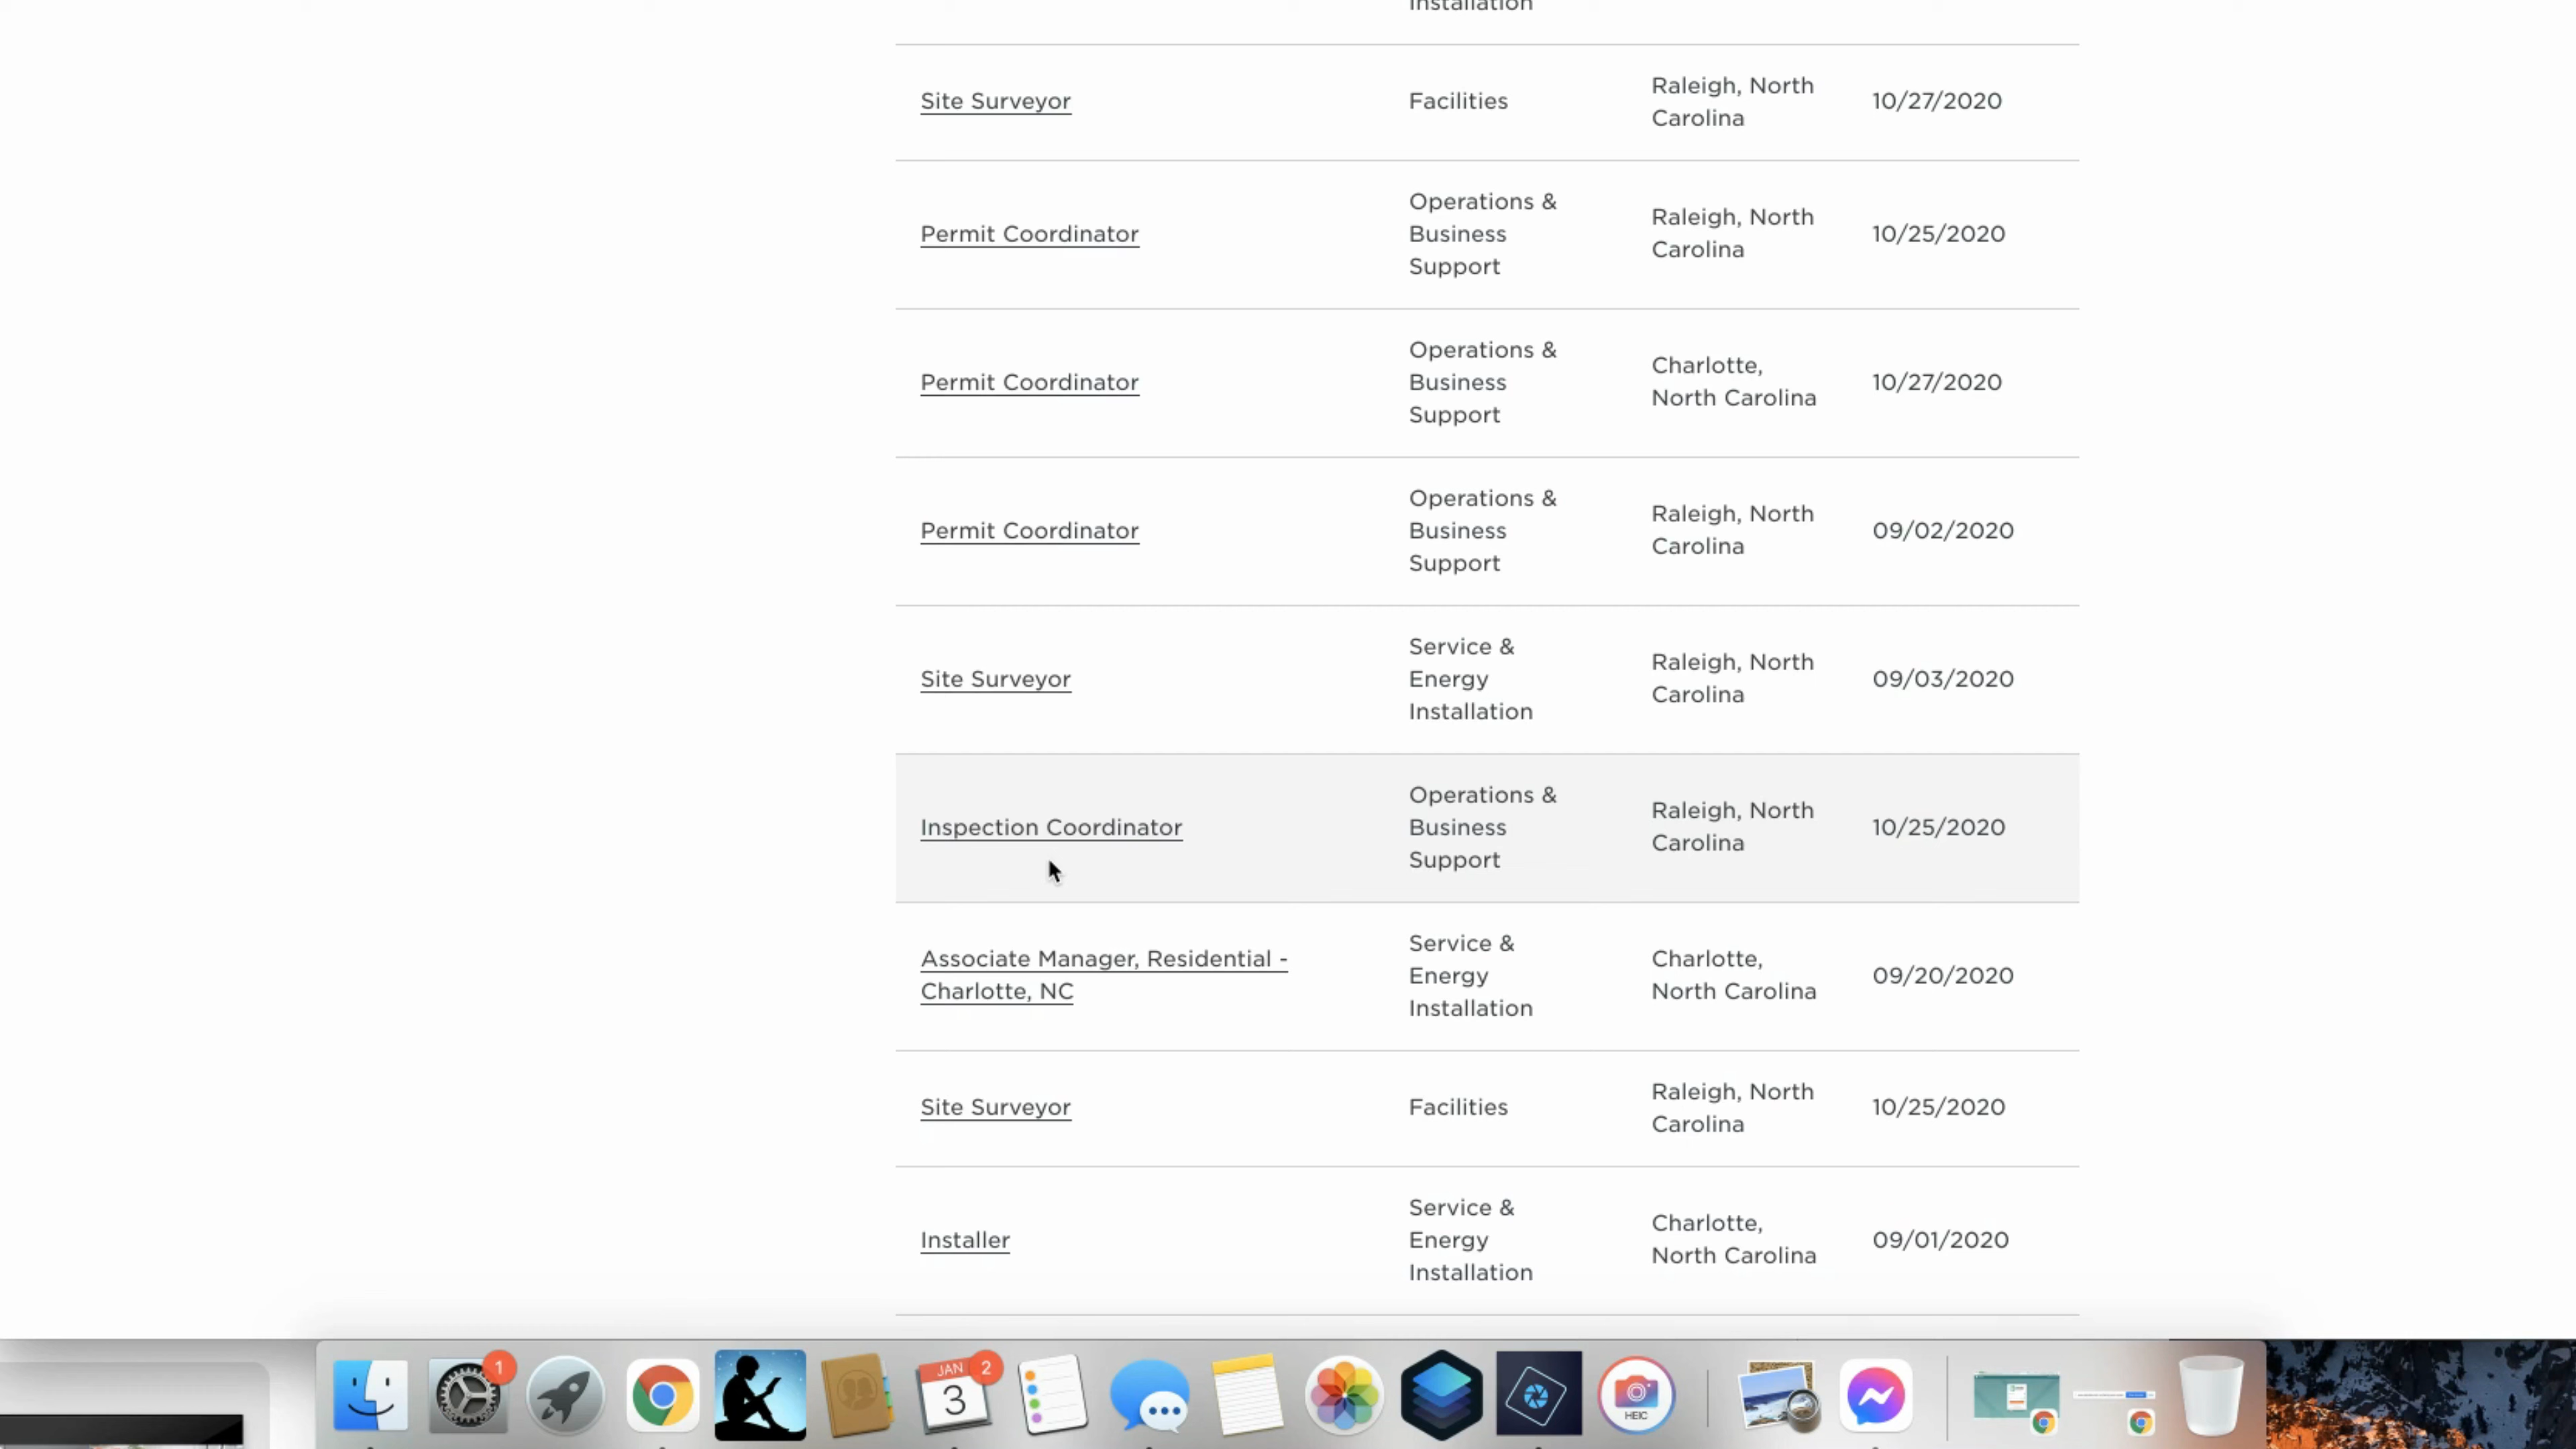 Installation
Site Surveyor
Facilities
Raleigh, North
Carolina
10/27/2020
Permit Coordinator
Operations &
Business
Support
Raleigh, North
Carolina
10/25/2020
Permit Coordinator
Operations &
Business
Support
Charlotte,
North Carolina
10/27/2020
Permit Coordinator
Operations &
Business
Support
Raleigh, North
Carolina
09/02/2020
Site Surveyor
Service &
Energy
Installation
Raleigh, North
Carolina
09/03/2020
Inspection Coordinator
Operations &
Business
Support
Raleigh, North
Carolina
10/25/2020
Associate Manager, Residential -
Charlotte, NC
Service &
Energy
Installation
Charlotte,
North Carolina
09/20/2020
Site Surveyor
Facilities
Raleigh, North
Carolina
10/25/2020
Installer
Service &
Energy
Installation
Charlotte,
North Carolina
09/01/2020
1
JAN
3
2
HEIC